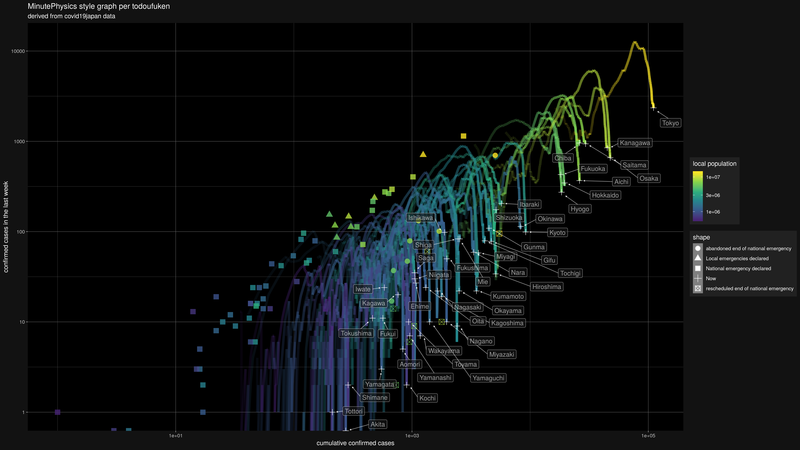 MinutePhysics style graph per todoufuken
derived from covid19japan data
confirmed cases in the last week
10000
1000
100
10
1
1e+01
1e+03
1e+05
cumulative confirmed cases
Tokyo
Kanagawa
Chiba
Saitama
Fukuoka
Osaka
Aichi
Hokkaido
Hyogo
Ibaraki
Ishikawa
Shizuoka
Okinawa
Kyoto
Shiga
Gunma
Saga
Miyagi
Gifu
Fukushima
Niigata
Nara
Tochigi
Mie
Hiroshima
Iwate
Kumamoto
Kagawa
Ehime
Nagasaki
Okayama
Oita
Kagoshima
Tokushima
Fukui
Nagano
Wakayama
Miyazaki
Aomori
Toyama
Yamanashi
Yamaguchi
Yamagata
Shimane
Kochi
Tottori
Akita
local population
1e+07
3e+06
1e+06
shape
abandoned end of national emergency
Local emergencies declared
National emergency declared
Now
rescheduled end of national emergency